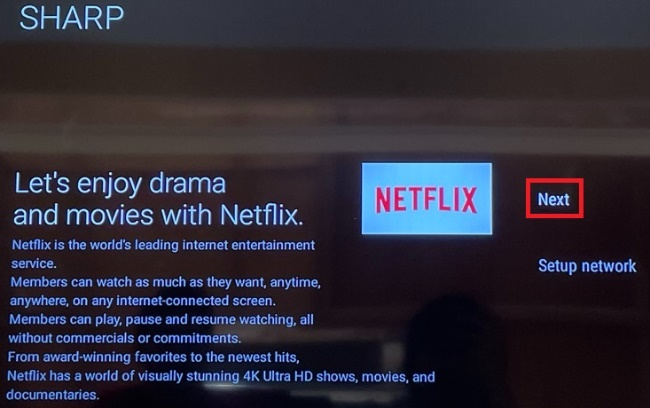 SHARP
Let's enjoy drama
and movies with Netflix.
Netflix is the world's leading internet entertainment
service.
Members can watch as much as they want, anytime,
anywhere, on any internet-connected screen.
Members can play, pause and resume watching, all
without commercials or commitments.
From award-winning favorites to the newest hits,
Netflix has a world of visually stunning 4K Ultra HD shows, movies, and
documentaries.
NETFLIX
Next
Setup network